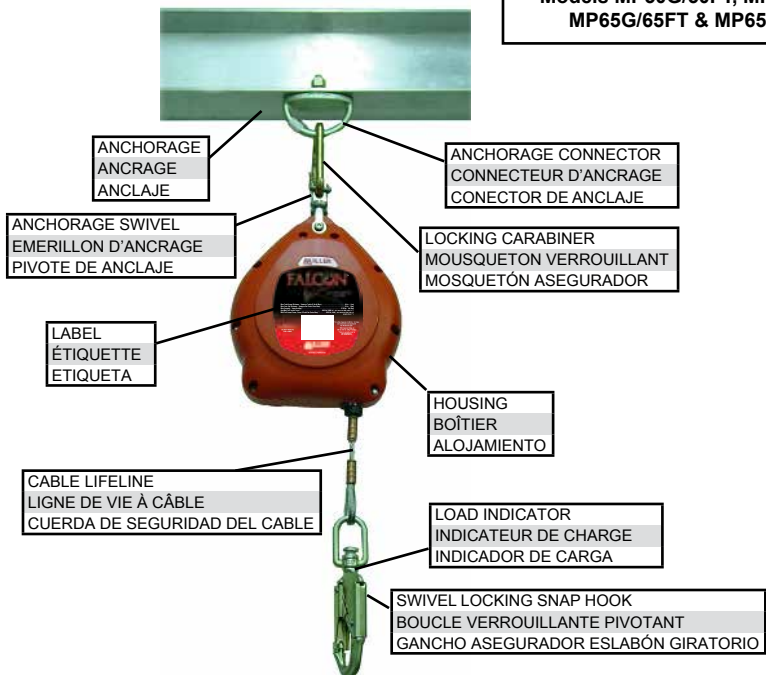 MP65G/65FT & MP65
ANCHORAGE
ANCRAGE
ANCLAJE
ANCHORAGE CONNECTOR
CONNECTEUR D'ANCRAGE
CONECTOR DE ANCLAJE
ANCHORAGE SWIVEL
EMERILLON D'ANCRAGE
PIVOTE DE ANCLAJE
LOCKING CARABINER
MOUSQUETON VERROUILLANT
MOSQUETÓN ASEGURADOR
MILLER
FALCON
LABEL
ÉTIQUETTE
ETIQUETA
HOUSING
BOÎTIER
ALOJAMIENTO
CABLE LIFELINE
LIGNE DE VIE À CÂBLE
CUERDA DE SEGURIDAD DEL CABLE
LOAD INDICATOR
INDICATEUR DE CHARGE
INDICADOR DE CARGA
SWIVEL LOCKING SNAP HOOK
BOUCLE VERROUILLANTE PIVOTANT
GANCHO ASEGURADOR ESLABÓN GIRATORIO